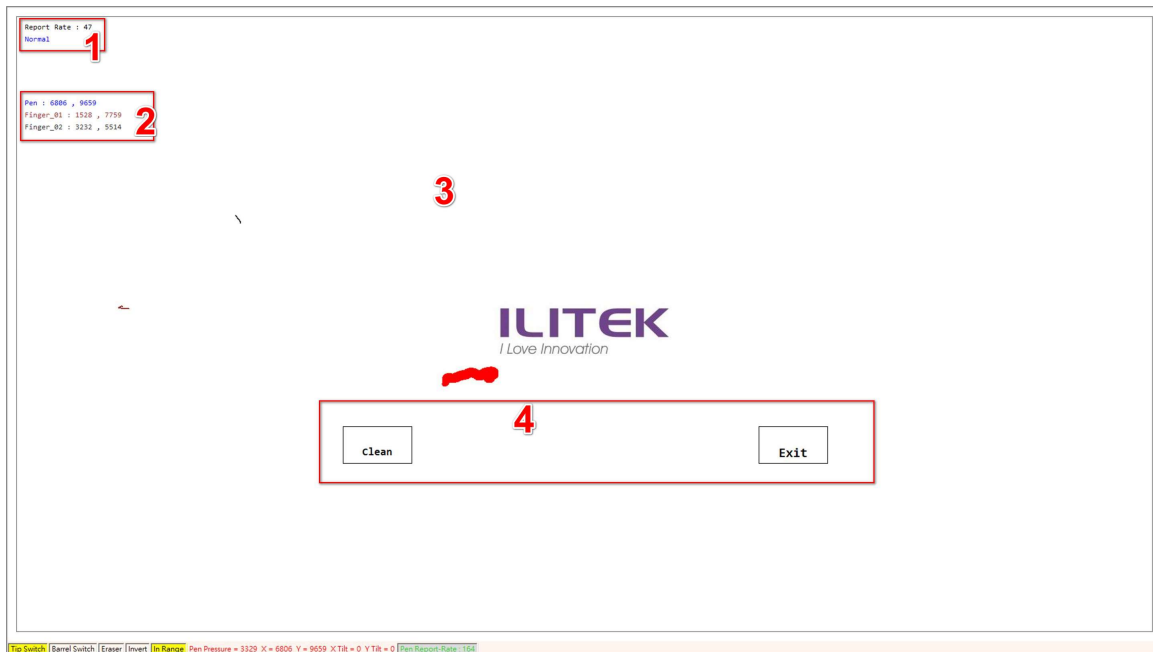 Report Rate : 47
Normal
1
Pen : 6806 , 9659
Finger_01 : 1528 , 7759
Finger_02 : 3232 , 5514
2
3
ILITEK
I Love Innovation
4
Clean
Exit
Tip Switch Barrel Switch Eraser Invert In Range Pen Pressure = 3329 X = 6806 Y = 9659 X Tilt = 0 Y Tilt = 0 Pen Report-Rate : 164